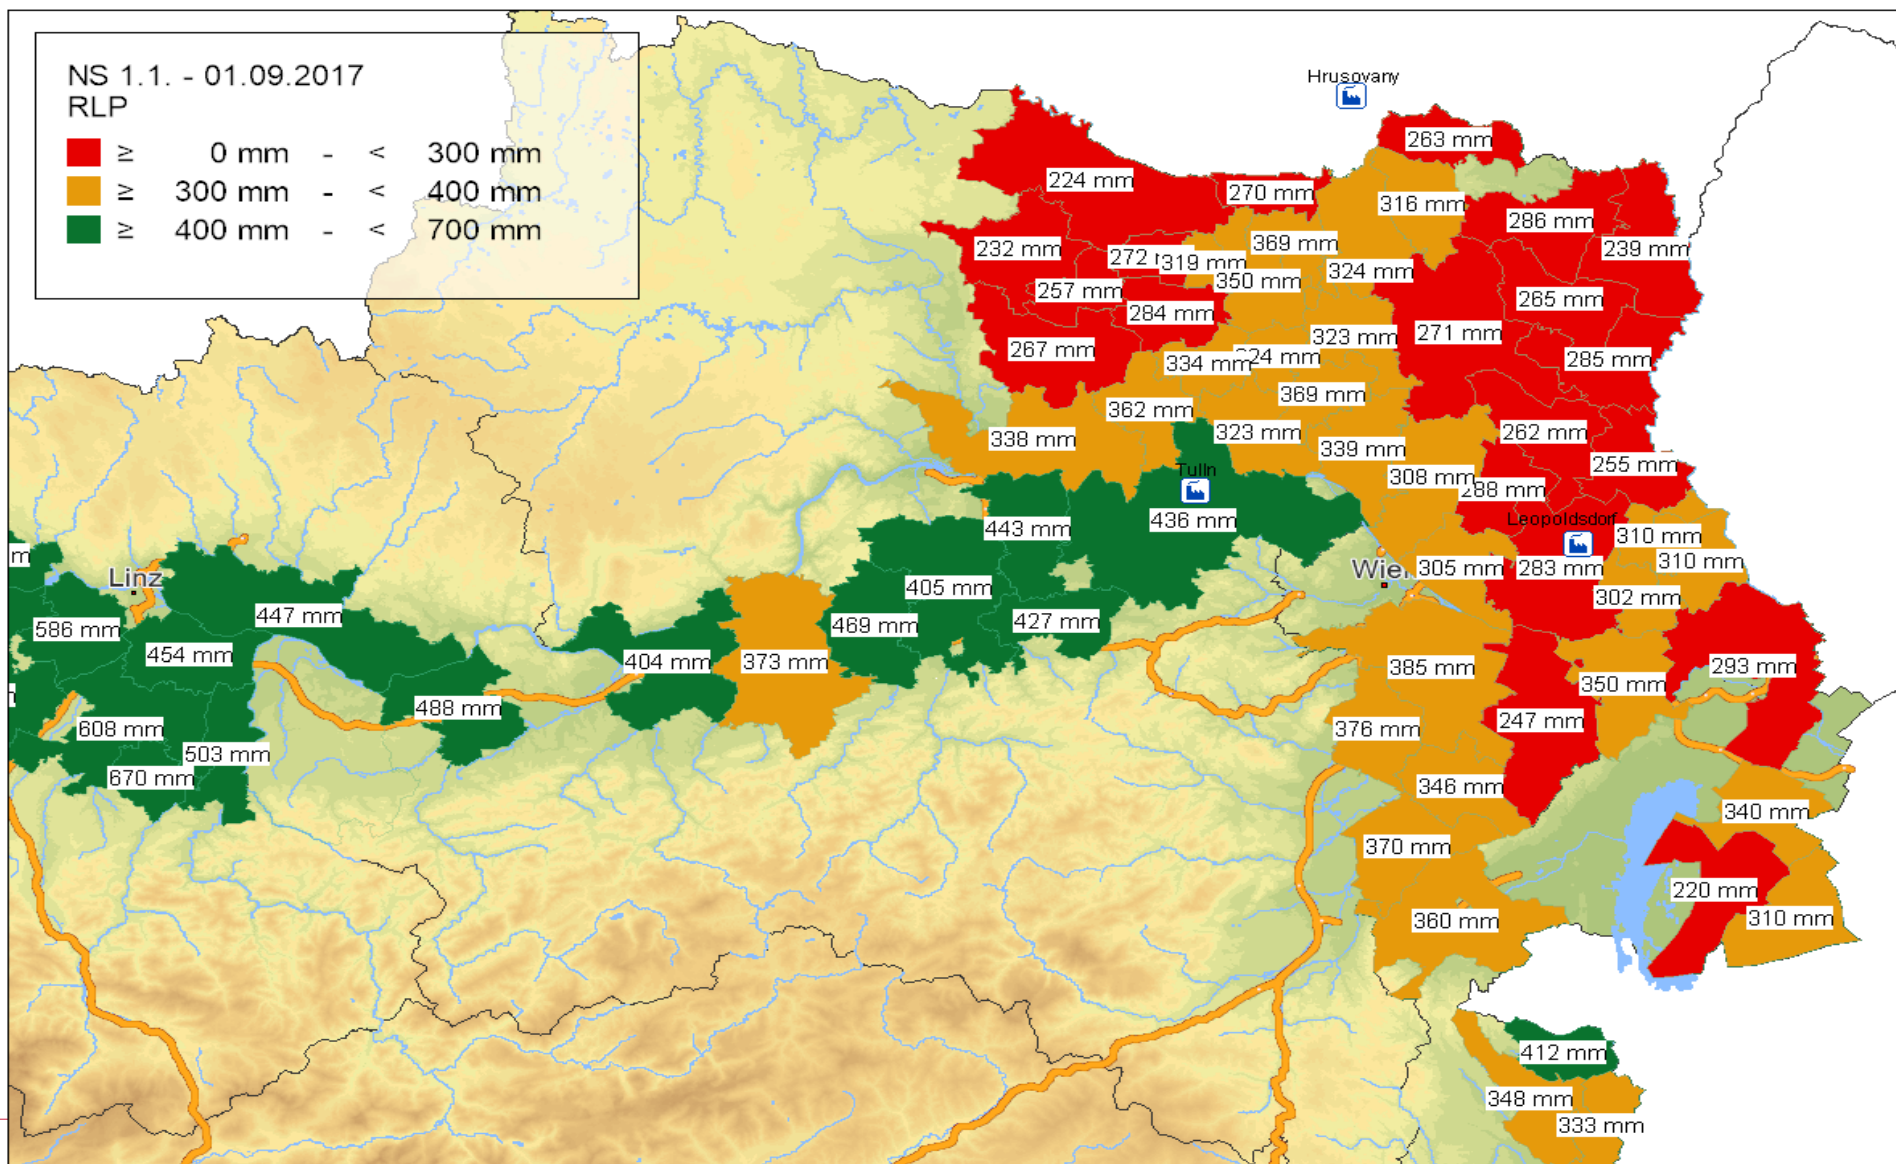 NS 1.1. - 01.09.2017
RLP
≥ 0 mm - < 300 mm
≥ 300 mm - < 400 mm
≥ 400 mm - < 700 mm
Hrusovany
263 mm
224 mm
270 mm
316 mm
286 mm
232 mm
272
319 mm
369 mm
239 mm
350 mm
324 mm
257 mm
265 mm
284 mm
271 mm
323 mm
267 mm
334 mm
24 mm
285 mm
369 mm
362 mm
338 mm
323 mm
262 mm
339 mm
255 mm
Tulln
308 mm
288 mm
443 mm
436 mm
Leopoldsdorf
310 mm
m
Linz
Wien
305 mm
283 mm
310 mm
405 mm
302 mm
447 mm
586 mm
469 mm
427 mm
454 mm
404 mm
373 mm
385 mm
293 mm
350 mm
488 mm
247 mm
608 mm
376 mm
503 mm
670 mm
346 mm
340 mm
370 mm
220 mm
360 mm
310 mm
412 mm
348 mm
333 mm